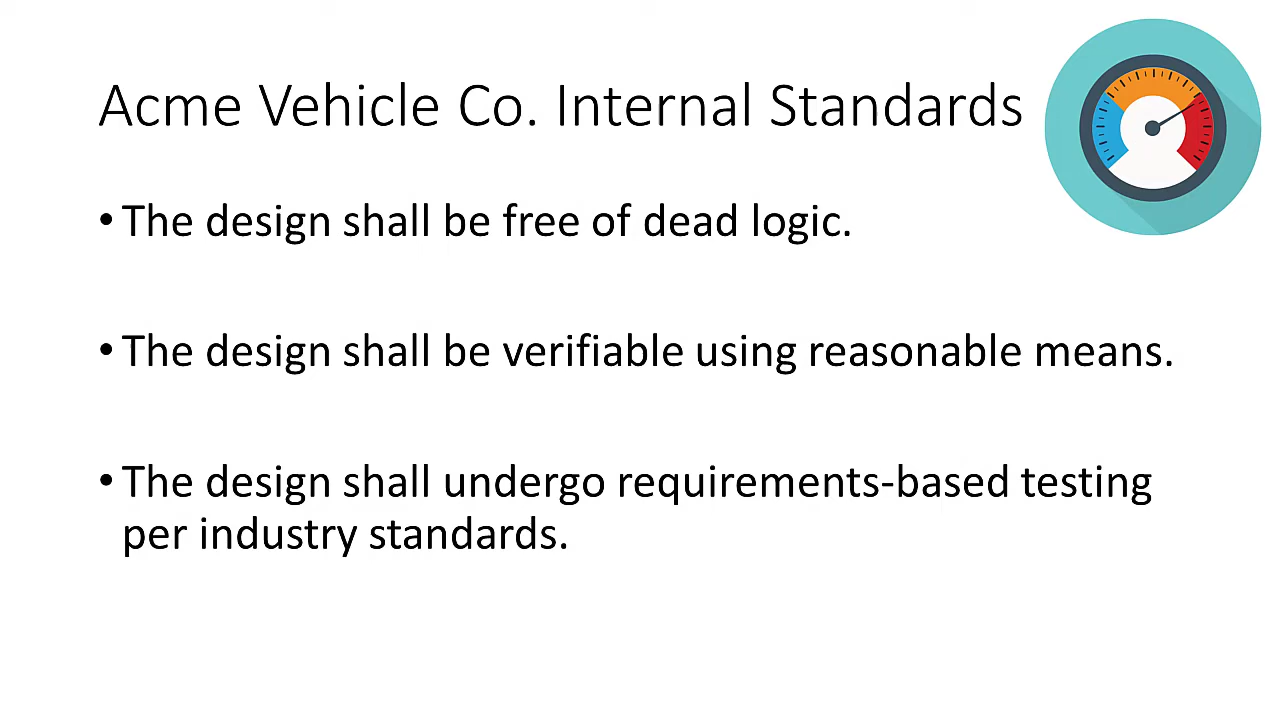 Acme Vehicle Co. Internal Standards
• The design shall be free of dead logic.
• The design shall be verifiable using reasonable means.
• The design shall undergo requirements-based testing
per industry standards.